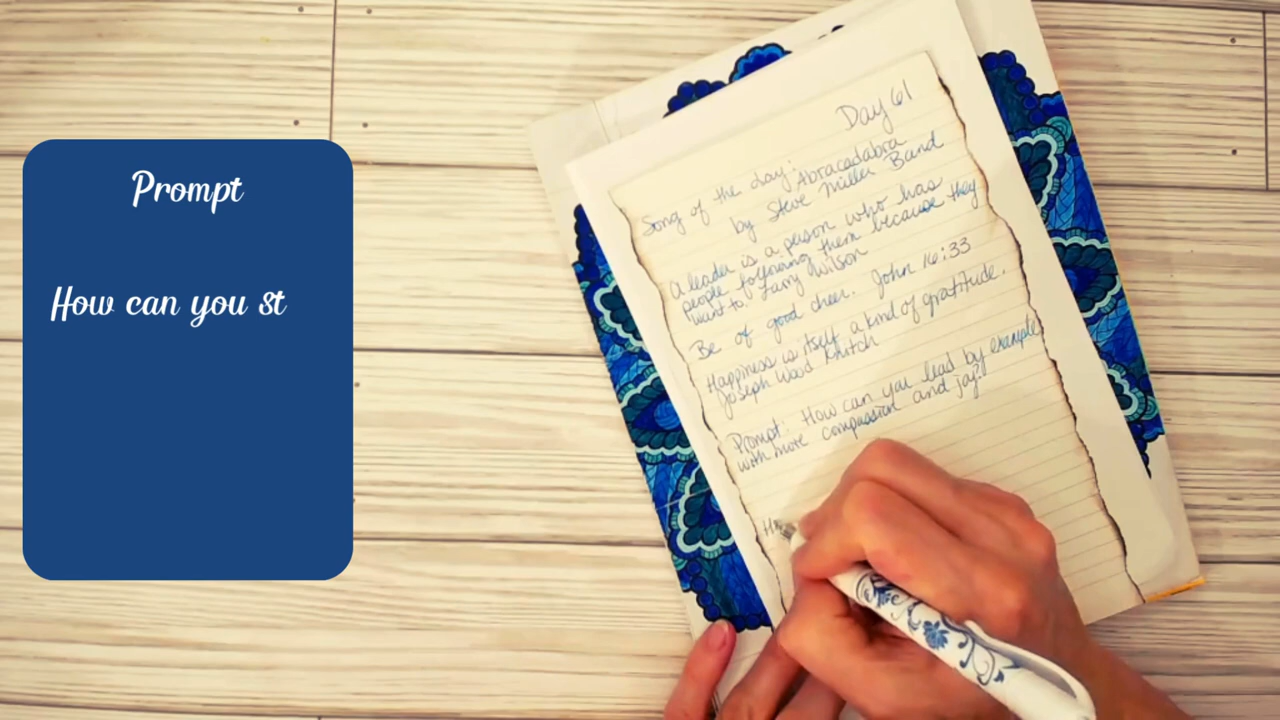 Prompt
How can you st
Day 61
Song of the day: Abracadabra
by Steve Miller Band
A leader is a person who has
people following them because they
want to. Larry Wilson
Be of good cheer. John 16:33
Happiness is itself a kind of gratitude.
Joseph Wood Krutch
Prompt: How can you lead by example
with more compassion and joy?